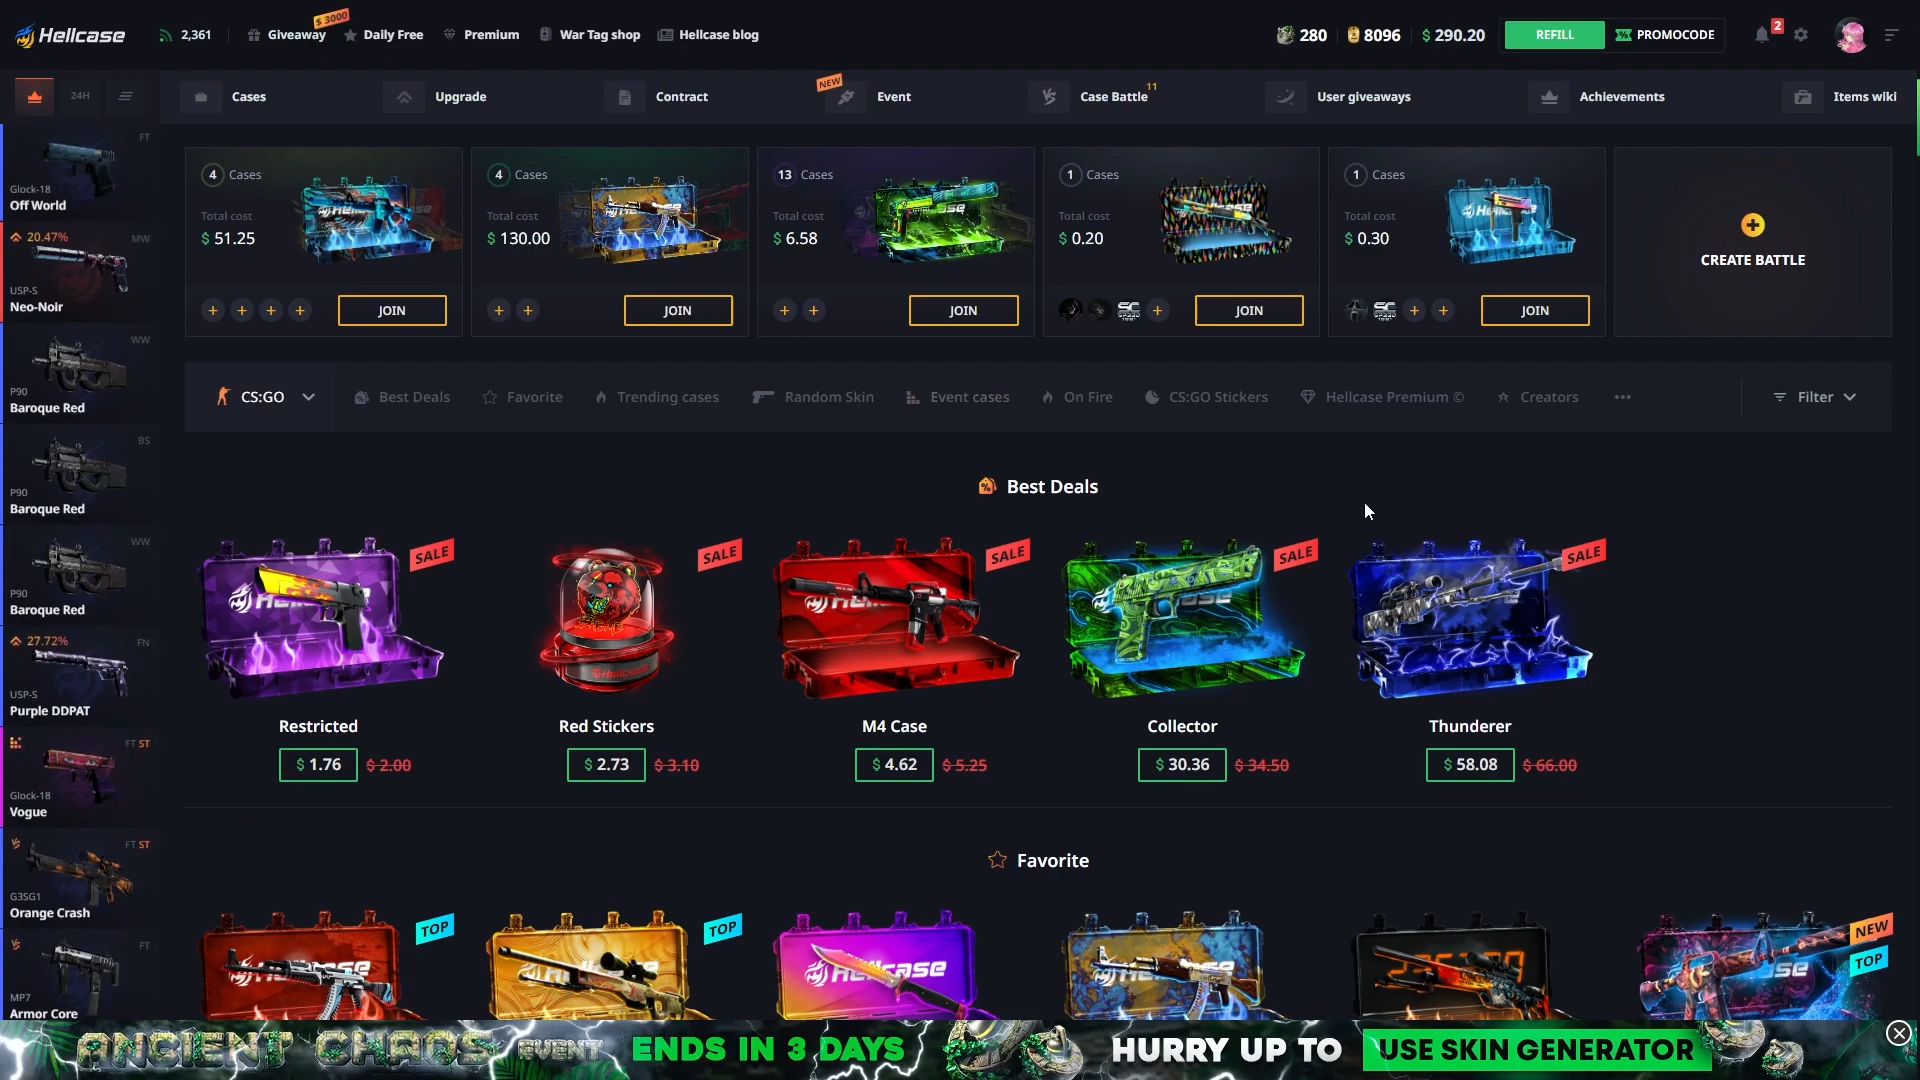 Hellcase
2,361
Giveaway
$ 3000
Daily Free
Premium
War Tag shop
Hellcase blog
280
8096
$ 290.20
REFILL
PROMOCODE
2
24H
Cases
Upgrade
Contract
NEW
Event
Case Battle
11
User giveaways
Achievements
Items wiki
FT
Glock-18
Off World
20.47%
MW
USP-S
Neo-Noir
WW
P90
Baroque Red
BS
P90
Baroque Red
WW
P90
Baroque Red
27.72%
FN
USP-S
Purple DDPAT
FT ST
Glock-18
Vogue
FT ST
G3SG1
Orange Crash
FT
MP7
Armor Core
4 Cases
Total cost
$ 51.25
JOIN
4 Cases
Total cost
$ 130.00
JOIN
13 Cases
Total cost
$ 6.58
JOIN
1 Cases
Total cost
$ 0.20
JOIN
1 Cases
Total cost
$ 0.30
JOIN
CREATE BATTLE
CS:GO
Best Deals
Favorite
Trending cases
Random Skin
Event cases
On Fire
CS:GO Stickers
Hellcase Premium ©
Creators
Filter
Best Deals
SALE
SALE
SALE
SALE
SALE
Restricted
$ 1.76 $ 2.00
Red Stickers
$ 2.73 $ 3.10
M4 Case
$ 4.62 $ 5.25
Collector
$ 30.36 $ 34.50
Thunderer
$ 58.08 $ 66.00
Favorite
TOP
TOP
Hellcase
NEW
TOP
ANCIENT CHAOS EVENT ENDS IN 3 DAYS HURRY UP TO USE SKIN GENERATOR